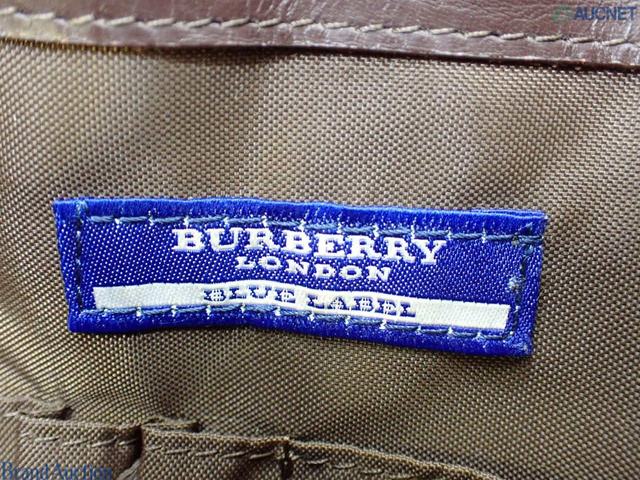 AUCNET
BURBERRY
LONDON
BLUE LABEL
Brand Auction